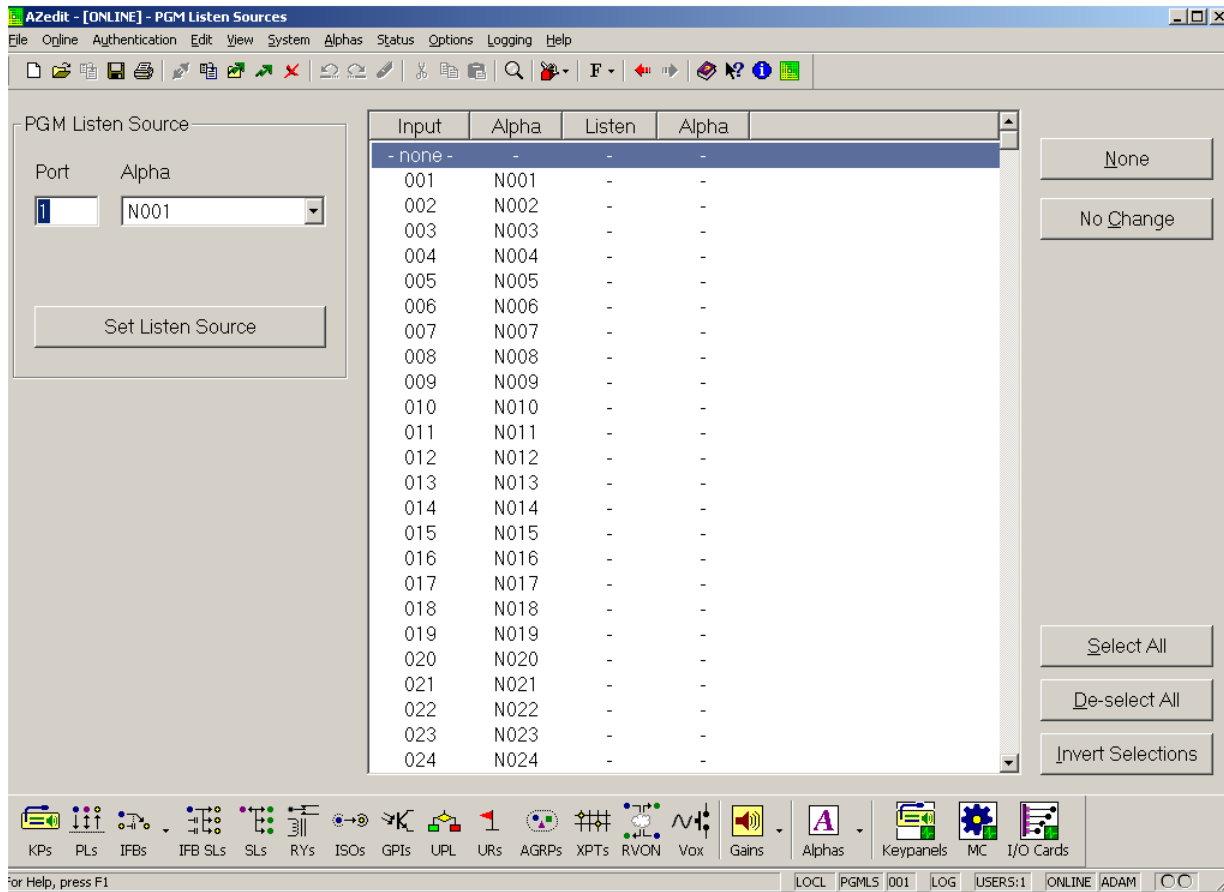 AZedit - [ONLINE] - PGM Listen Sources
File Online Authentication Edit View System Alphas Status Options Logging Help
F
PGM Listen Source
Port Alpha
1 N001
Set Listen Source
Input Alpha Listen Alpha
- none - - - -
001 N001 - -
002 N002 - -
003 N003 - -
004 N004 - -
005 N005 - -
006 N006 - -
007 N007 - -
008 N008 - -
009 N009 - -
010 N010 - -
011 N011 - -
012 N012 - -
013 N013 - -
014 N014 - -
015 N015 - -
016 N016 - -
017 N017 - -
018 N018 - -
019 N019 - -
020 N020 - -
021 N021 - -
022 N022 - -
023 N023 - -
024 N024 - -
None
No Change
Select All
De-select All
Invert Selections
A
KPs PLs IFBs IFB SLs SLs RYs ISOs GPIs UPL URs AGRPs XPTs RVON Vox Gains Alphas Keypanels MC I/O Cards
For Help, press F1
LOCL PGMLS 001 LOG USERS:1 ONLINE ADAM